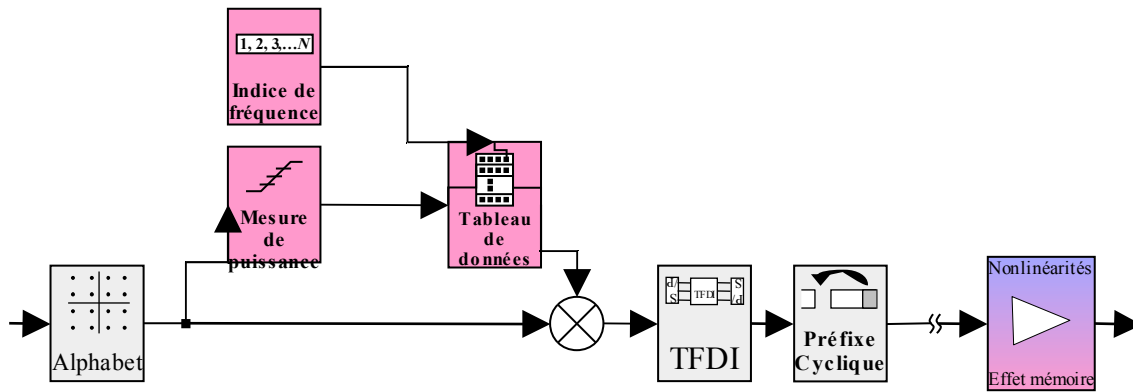 1, 2, 3,...N
Indice de
fréquence
Mesure
de
puissance
Tableau
de
données
Alphabet
S/P
TFDI
P/S
TFDI
Préfixe
Cyclique
Nonlinéarités
Effet mémoire